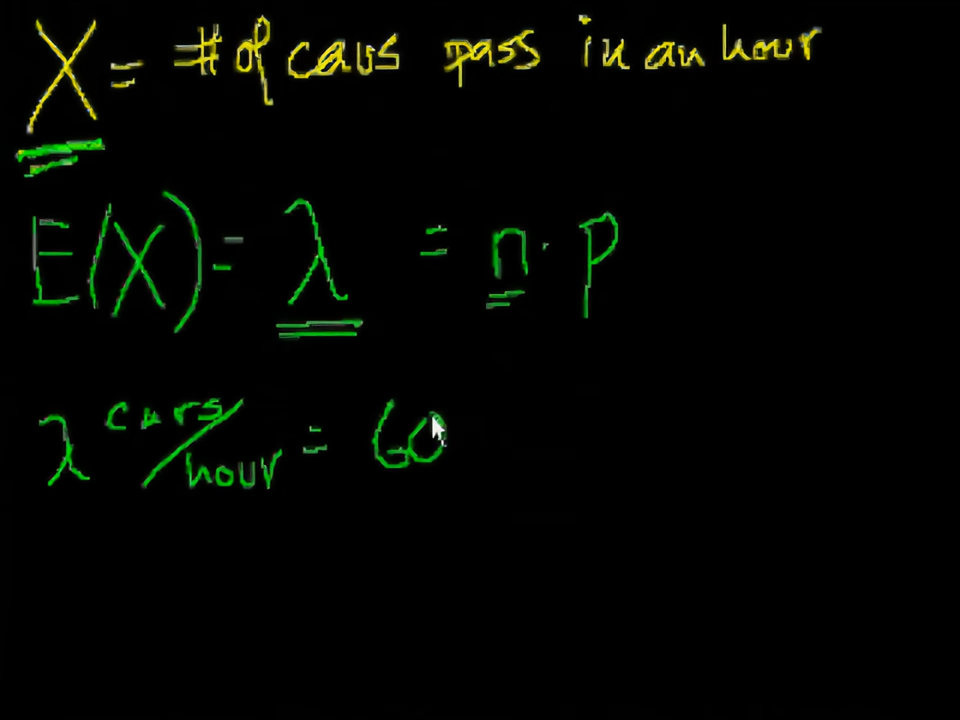 X = # of cars pass in an hour
E(X) = λ = n · p
λ cars/hour = 60